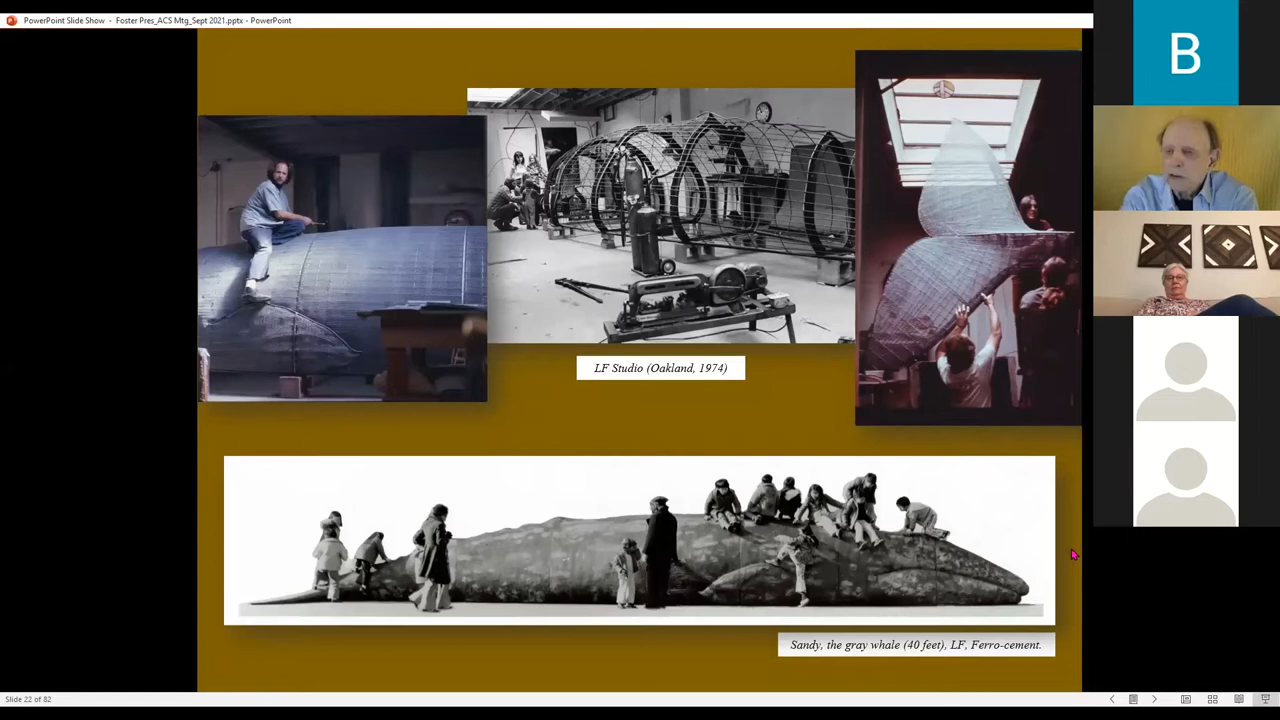 PowerPoint Slide Show - Foster Pres_ACS Mtg_Sept 2021.pptx - PowerPoint
B
LF Studio (Oakland, 1974)
Sandy, the gray whale (40 feet), LF, Ferro-cement.
Slide 22 of 82